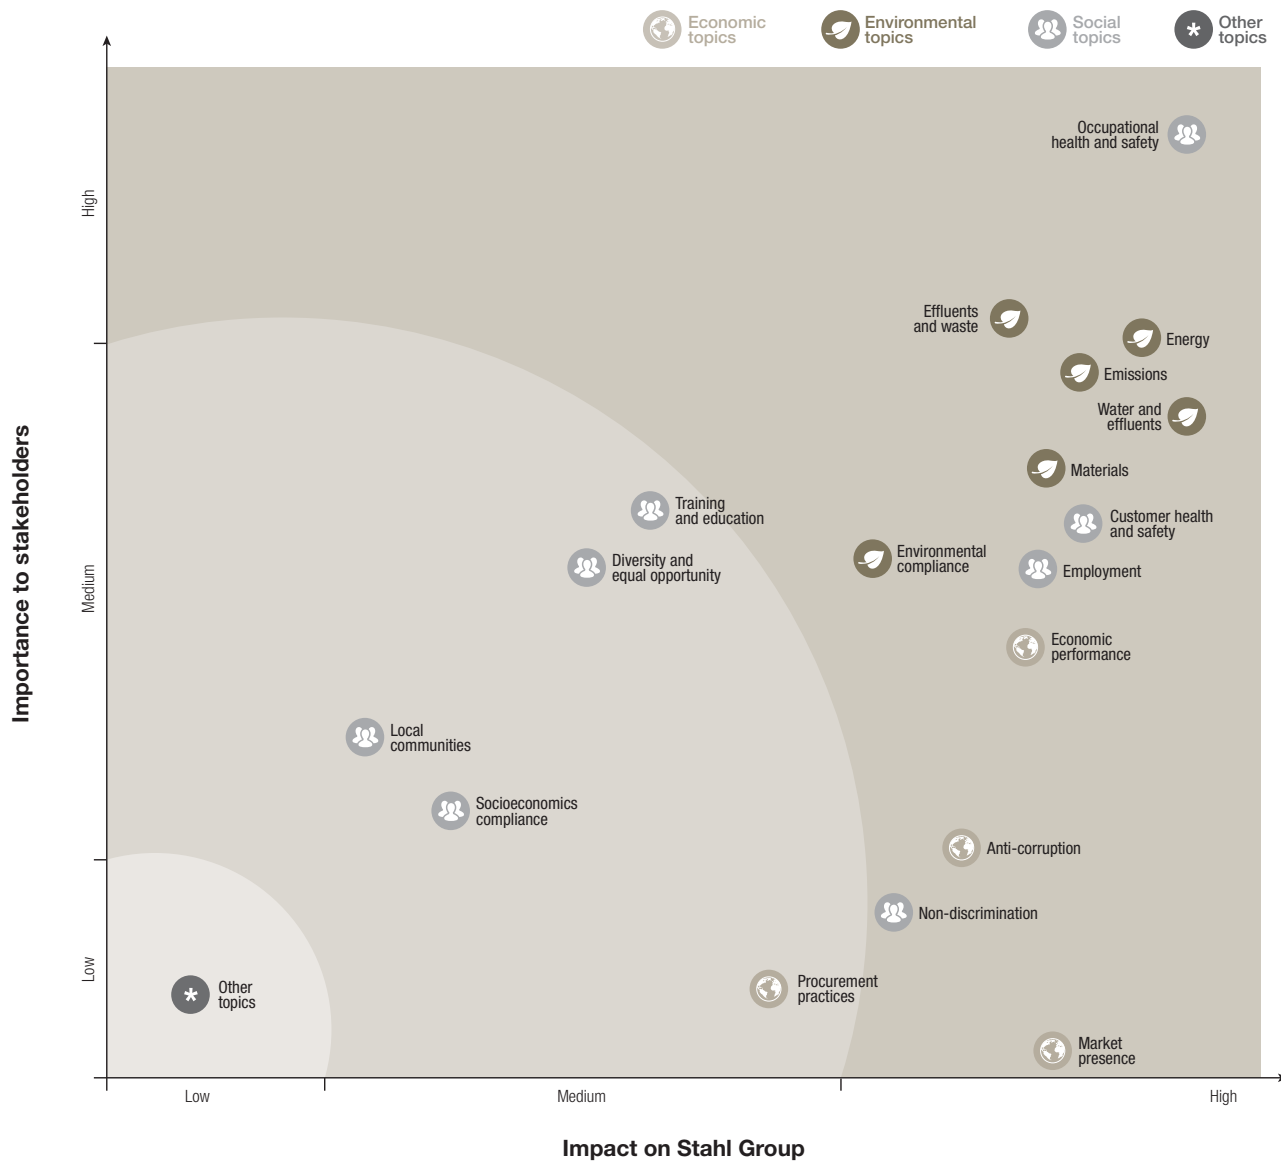 Economic
topics
Environmental
topics
Social
topics
*
Other
topics
Importance to stakeholders
High
Medium
Low
Occupational
health and safety
Effluents
and waste
Energy
Emissions
Water and
effluents
Materials
Training
and education
Customer health
and safety
Diversity and
equal opportunity
Environmental
compliance
Employment
Economic
performance
Local
communities
Socioeconomics
compliance
Anti-corruption
Non-discrimination
*
Other
topics
Procurement
practices
Market
presence
Low
Medium
High
Impact on Stahl Group